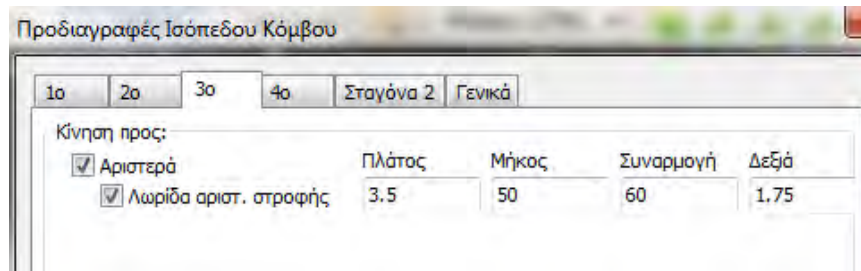 Προδιαγραφές Ισόπεδου Κόμβου
1ο 2ο 3ο 4ο Σταγόνα 2 Γενικά
Κίνηση προς:
Αριστερά Πλάτος Μήκος Συναρμογή Δεξιά
Λωρίδα αριστ. στροφής 3.5 50 60 1.75